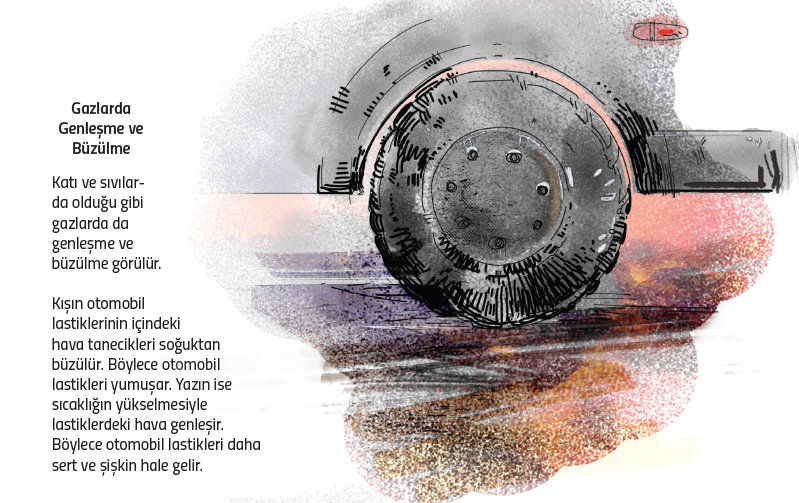 Gazlarda
Genleşme ve
Büzülme
Katı ve sıvılar-
da olduğu gibi
gazlarda da
genleşme ve
büzülme görülür.
Kışın otomobil
lastiklerinin içindeki
hava tanecikleri soğuktan
büzülür. Böylece otomobil
lastikleri yumuşar. Yazın ise
sıcaklığın yükselmesiyle
lastiklerdeki hava genleşir.
Böylece otomobil lastikleri daha
sert ve şişkin hale gelir.